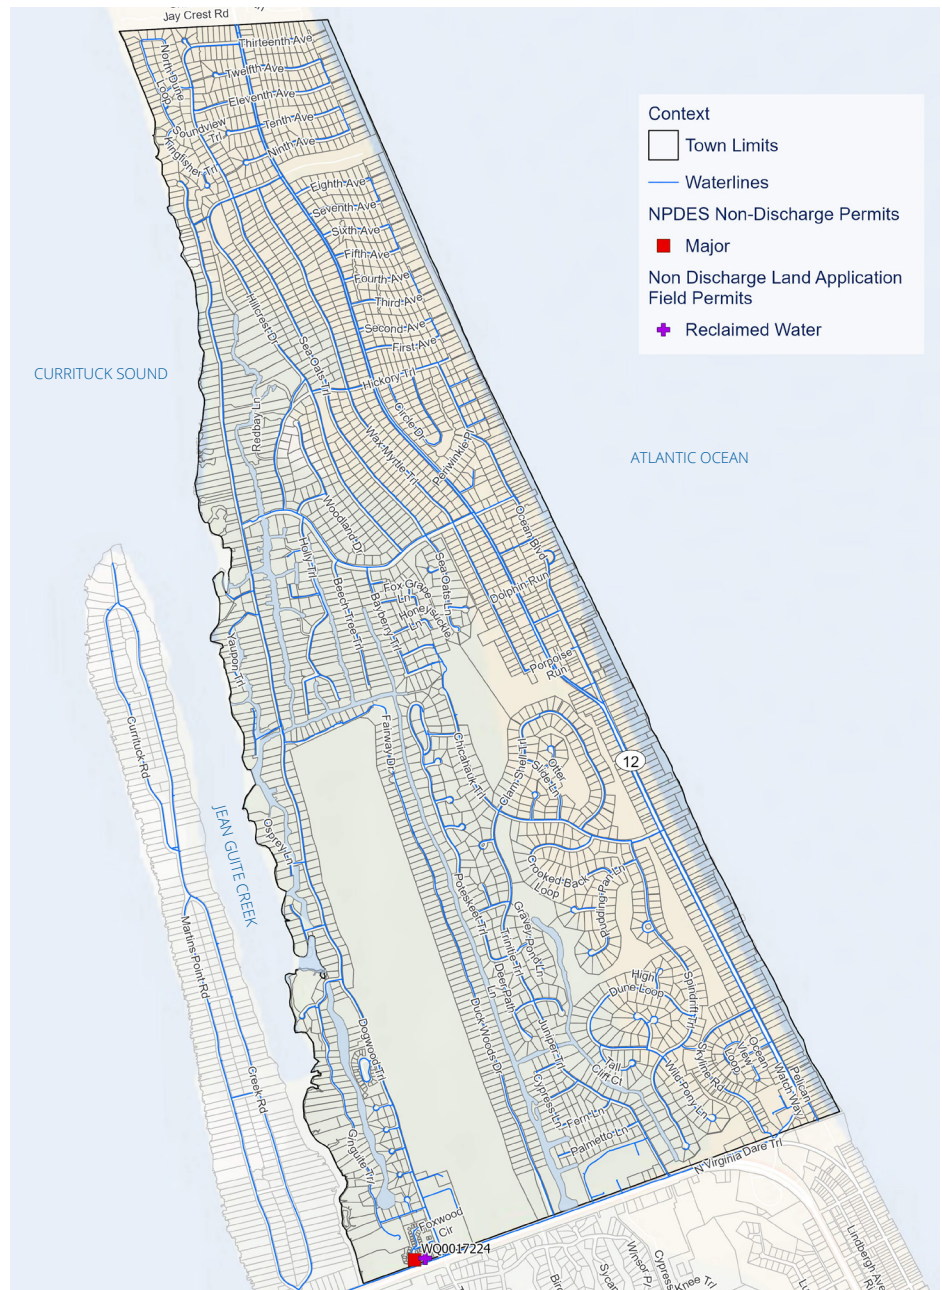 Jay Crest Rd
Thirteenth Ave
North Dune
Loop
Twelfth Ave
Eleventh Ave
Soundview
Trl
Tenth Ave
Kingfisher Trl
Ninth Ave
Eighth Ave
Seventh Ave
Sixth Ave
Fifth Ave
Fourth Ave
Third Ave
Second Ave
First Ave
Hillcrest Dr
Sea Oats Trl
Hickory Trl
Context
Town Limits
Waterlines
NPDES Non-Discharge Permits
Major
Non Discharge Land Application
Field Permits
Reclaimed Water
CURRITUCK SOUND
ATLANTIC OCEAN
Redbay Ln
Circle Dr
Wax Myrtle Trl
Periwinkle Pl
Woodland Dr
Ocean Blvd
Holly Trl
Beech Tree Trl
Bayberry Trl
Fox Grape
Ln
Honeysuckle
Ln
Sea Oats Ln
Dolphin Run
Porpoise
Run
Yaupon Trl
Currituck Rd
Fairway Dr
Chicahauk Trl
Clam Shell Trl
Otter
Slide Ln
12
JEAN GUITE CREEK
Osprey Ln
Crooked Back
Loop
Pudding Pan Ln
Martins Point Rd
Poteskeet Trl
Gravey Pond Ln
Trinitie Trl
Deer Path
Ln
High
Dune Loop
Spindrift Trl
Duck Woods Dr
Juniper Trl
Tall
Cliff Ct
Skyline Rd
Ocean
View
Loop
Pelican
Watch Way
Wild Pony Ln
Dogwood Trl
Creek Rd
Cypress Ln
Fern Ln
Palmetto Ln
Ginguite Trl
N Virginia Dare Trl
Foxwood
Cir
WQ0017224
Winsor Pl
Cypress
Knee Trl
Lindbergh Ave